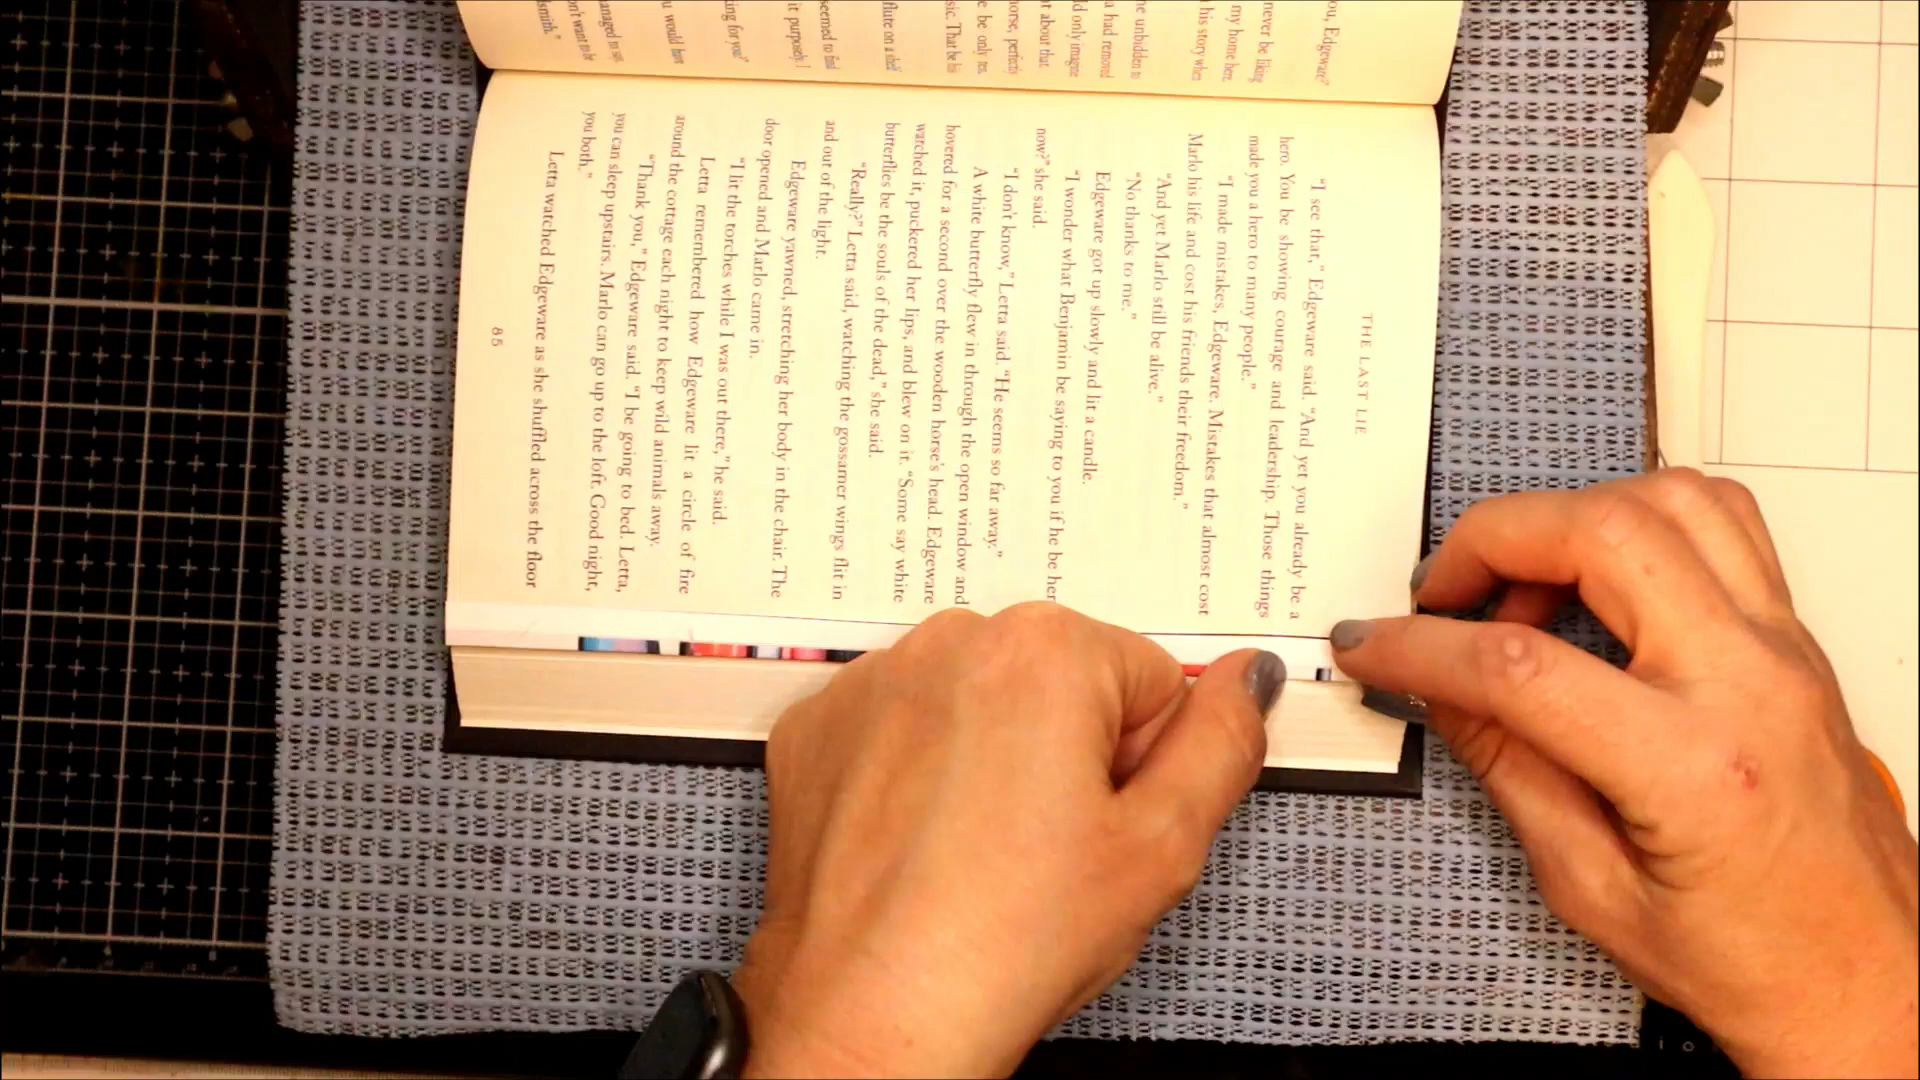 ou, Edgeware?
never be liking
my home here.
his story when
ne unbidden to
a had removed
d only imagine
t about that.
orse, perfectly
e be only ten.
sic. That be his
flute on a shelf
seemed to find
it purposely. I
king for you?
u would have
anaged to say.
on't want to be
smith."
THE LAST LIE
"I see that," Edgeware said. "And yet you already be a
hero. You be showing courage and leadership. Those things
made you a hero to many people."
"I made mistakes, Edgeware. Mistakes that almost cost
Marlo his life and cost his friends their freedom."
"And yet Marlo still be alive."
"No thanks to me."
Edgeware got up slowly and lit a candle.
"I wonder what Benjamin be saying to you if he be her
now?" she said.
"I don't know," Letta said. "He seems so far away."
A white butterfly flew in through the open window and
hovered for a second over the wooden horse's head. Edgeware
watched it, puckered her lips, and blew on it. "Some say white
butterflies be the souls of the dead," she said.
"Really?" Letta said, watching the gossamer wings flit in
and out of the light.
Edgeware yawned, stretching her body in the chair. The
door opened and Marlo came in.
"I lit the torches while I was out there," he said.
Letta remembered how Edgeware lit a circle of fire
around the cottage each night to keep wild animals away.
"Thank you," Edgeware said. "I be going to bed. Letta,
you can sleep upstairs. Marlo can go up to the loft. Good night,
you both."
Letta watched Edgeware as she shuffled across the floor
85